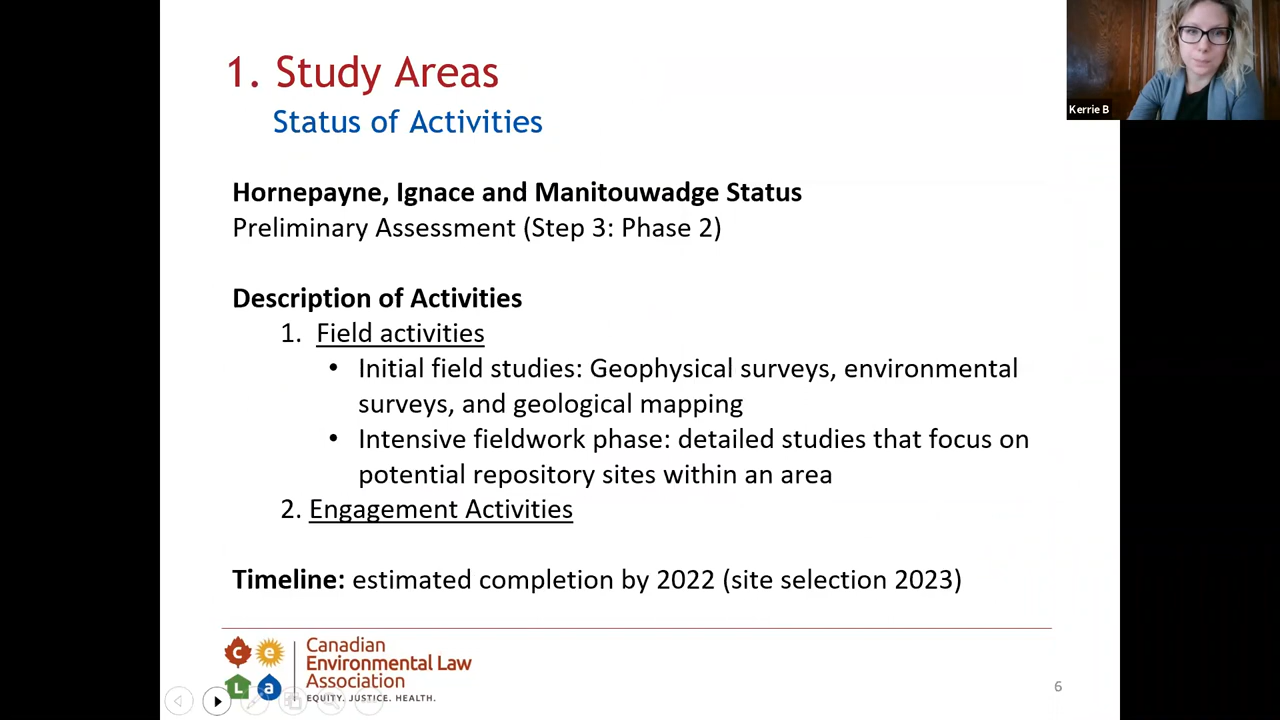 1. Study Areas
Status of Activities
Kerrie B
Hornepayne, Ignace and Manitouwadge Status
Preliminary Assessment (Step 3: Phase 2)
Description of Activities
1. Field activities
• Initial field studies: Geophysical surveys, environmental
surveys, and geological mapping
• Intensive fieldwork phase: detailed studies that focus on
potential repository sites within an area
2. Engagement Activities
Timeline: estimated completion by 2022 (site selection 2023)
c e L a
Canadian
Environmental Law
Association
EQUITY. JUSTICE. HEALTH.
6